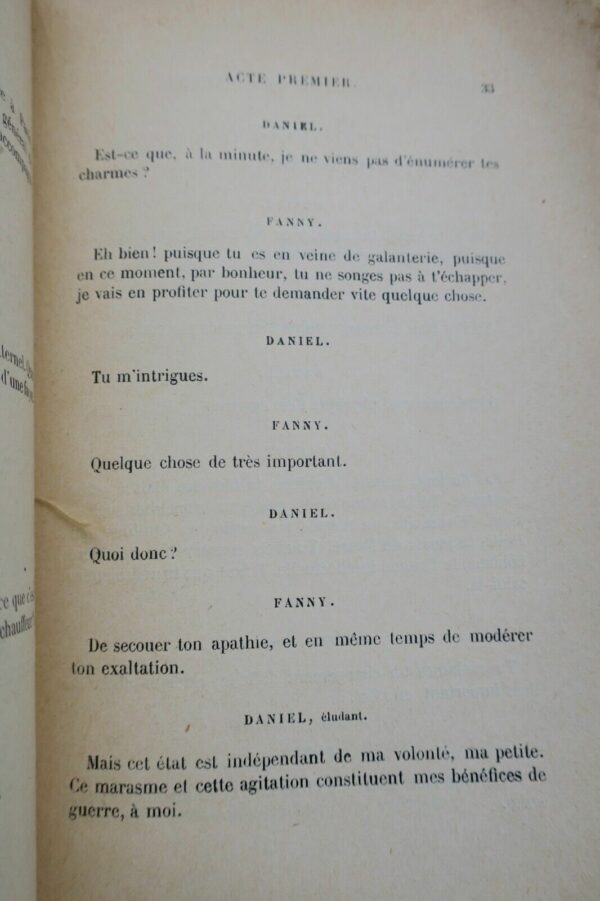 ACTE PREMIER.
33
DANIEL.
Est-ce que, à la minute, je ne viens pas d'énumérer tes
charmes ?
FANNY.
Eh bien! puisque tu es en veine de galanterie, puisque
en ce moment, par bonheur, tu ne songes pas à t'échapper,
je vais en profiter pour te demander vite quelque chose.
DANIEL.
Tu m'intrigues.
FANNY.
Quelque chose de très important.
DANIEL.
Quoi donc ?
FANNY.
De secouer ton apathie, et en même temps de modérer
ton exaltation.
DANIEL, éludant.
Mais cet état est indépendant de ma volonté, ma petite.
Ce marasme et cette agitation constituent mes bénéfices de
guerre, à moi.